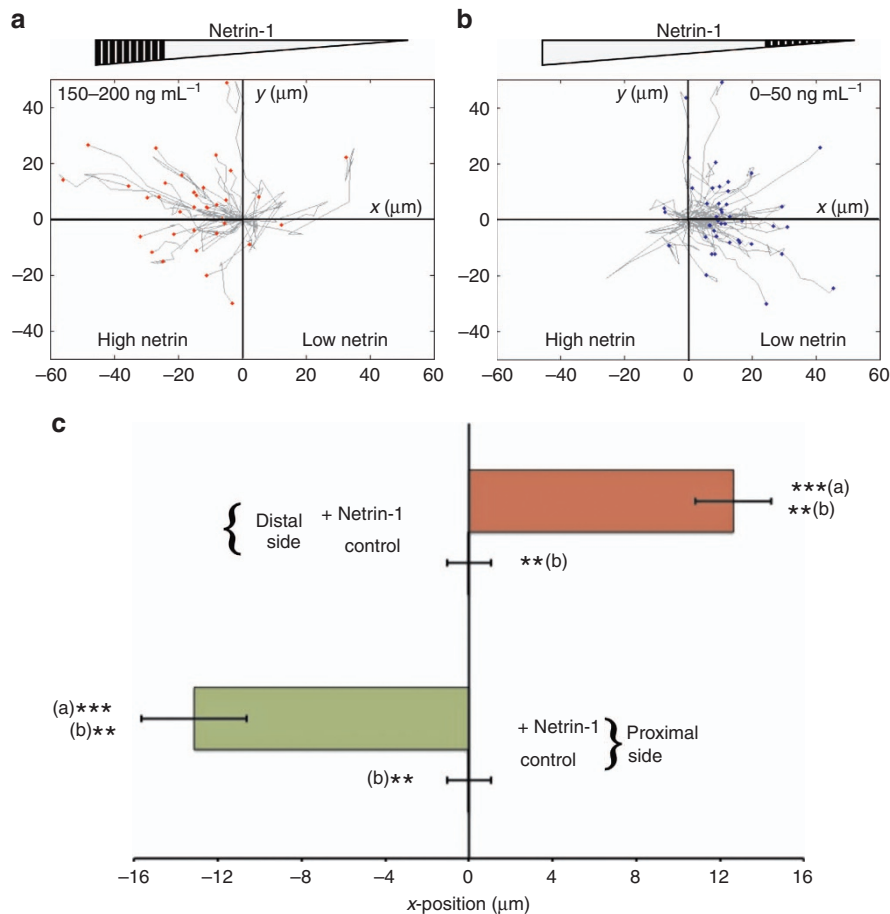 a
Netrin-1
150–200 ng mL⁻¹
y (μm)
x (μm)
High netrin
Low netrin
40
20
0
−20
−40
−60
−40
−20
0
20
40
60
b
Netrin-1
y (μm)
0–50 ng mL⁻¹
x (μm)
High netrin
Low netrin
40
20
0
−20
−40
−60
−40
−20
0
20
40
60
c
***(a)
**(b)
{ Distal side
+ Netrin-1
control
**(b)
(a)***
(b)**
+ Netrin-1
control
} Proximal side
(b)**
−16
−12
−8
−4
0
4
8
12
16
x-position (μm)